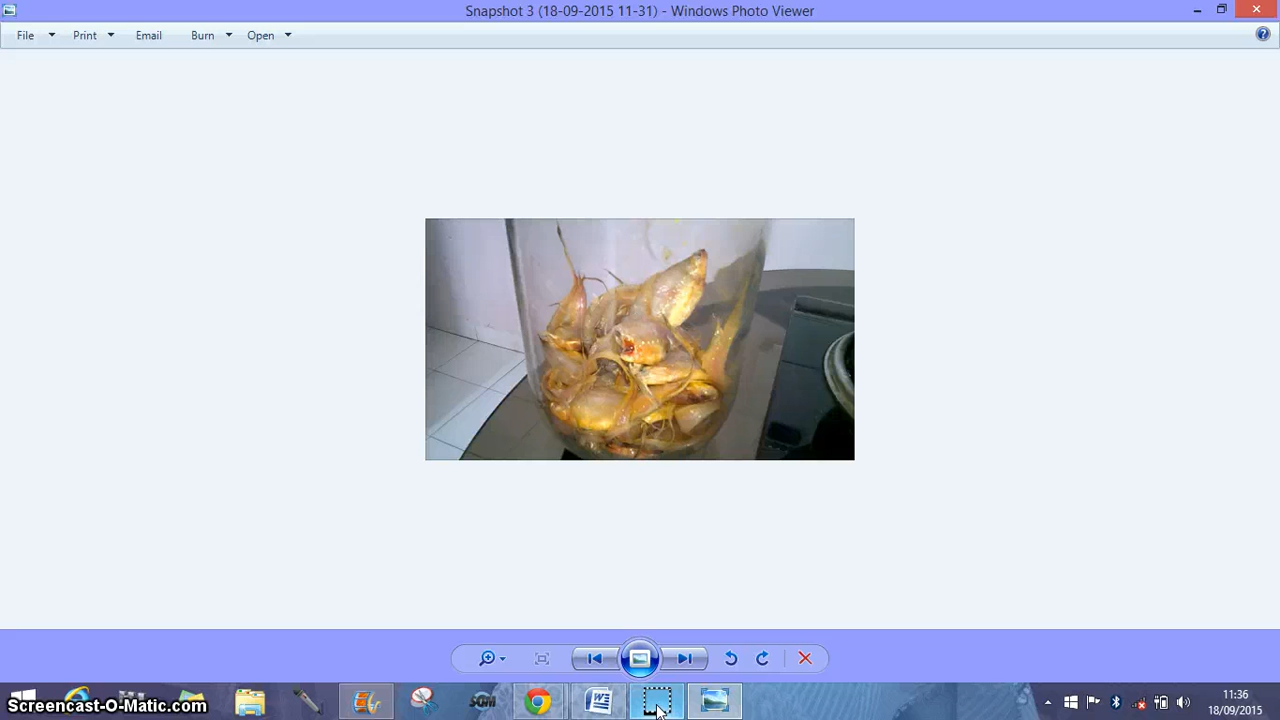 Snapshot 3 (18-09-2015 11-31) - Windows Photo Viewer
File Print Email Burn Open
11:36
18/09/2015
Screencast-O-Matic.com